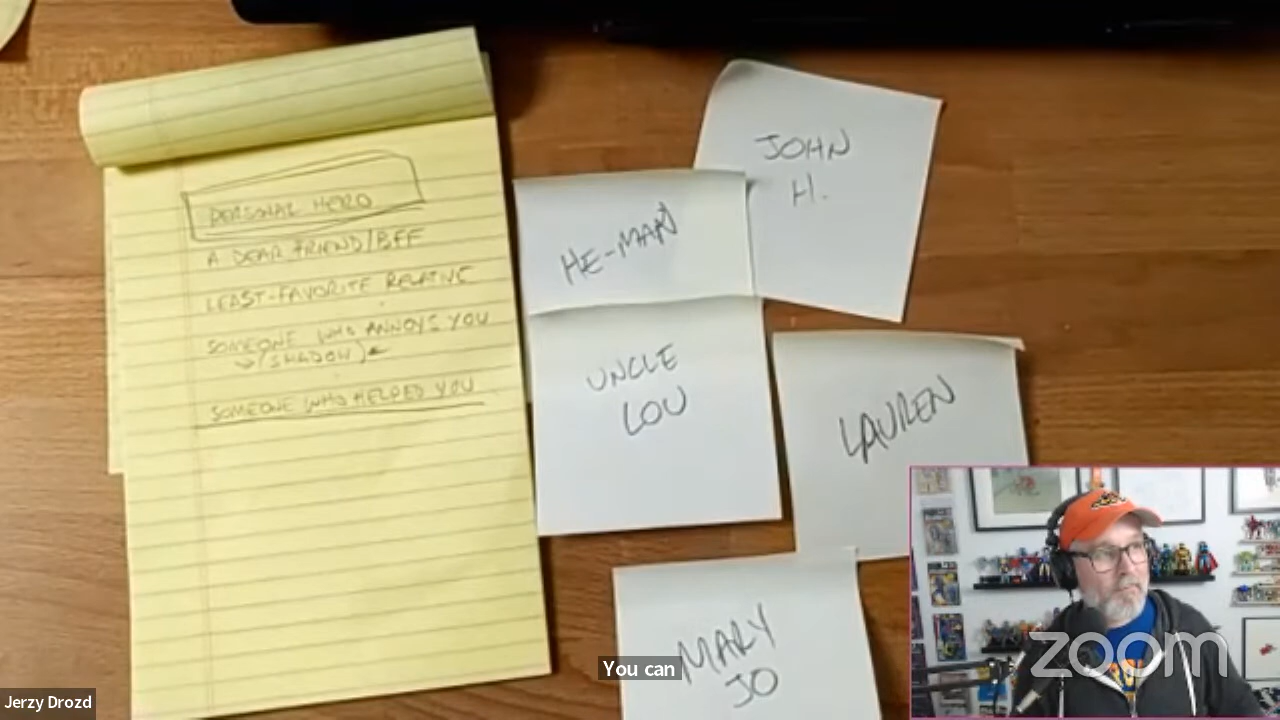 PERSONAL HERO
A DEAR FRIEND/BFF
LEAST-FAVORITE RELATIVE
SOMEONE WHO ANNOYS YOU
(SHADOW)
SOMEONE WHO HELPED YOU
JOHN
H.
HE-MAN
UNCLE
LOU
LAUREN
MARY
JO
You can
Jerzy Drozd
zoom